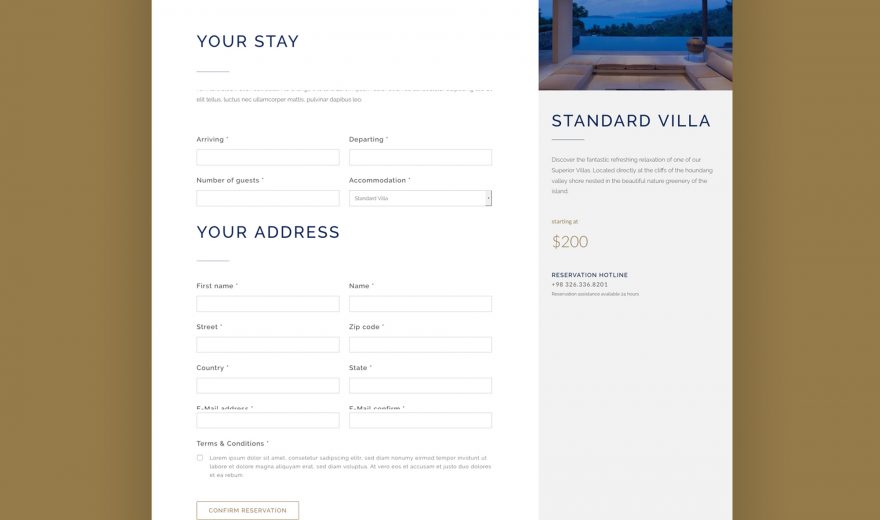 YOUR STAY
elit tellus, luctus nec ullamcorper mattis, pulvinar dapibus leo.
Arriving *
Departing *
Number of guests *
Accommodation *
Standard Villa
YOUR ADDRESS
First name *
Name *
Street *
Zip code *
Country *
State *
E-Mail address *
E-Mail confirm *
Terms & Conditions *
Lorem ipsum dolor sit amet, consetetur sadipscing elitr, sed diam nonumy eirmod tempor invidunt ut
labore et dolore magna aliquyam erat, sed diam voluptua. At vero eos et accusam et justo duo dolores
et ea rebum.
CONFIRM RESERVATION
STANDARD VILLA
Discover the fantastic refreshing relaxation of one of our
Superior Villas. Located directly at the cliffs of the houndang
valley shore nested in the beautiful nature greenery of the
island.
starting at
$200
RESERVATION HOTLINE
+98 326.336.8201
Reservation assistance available 24 hours.